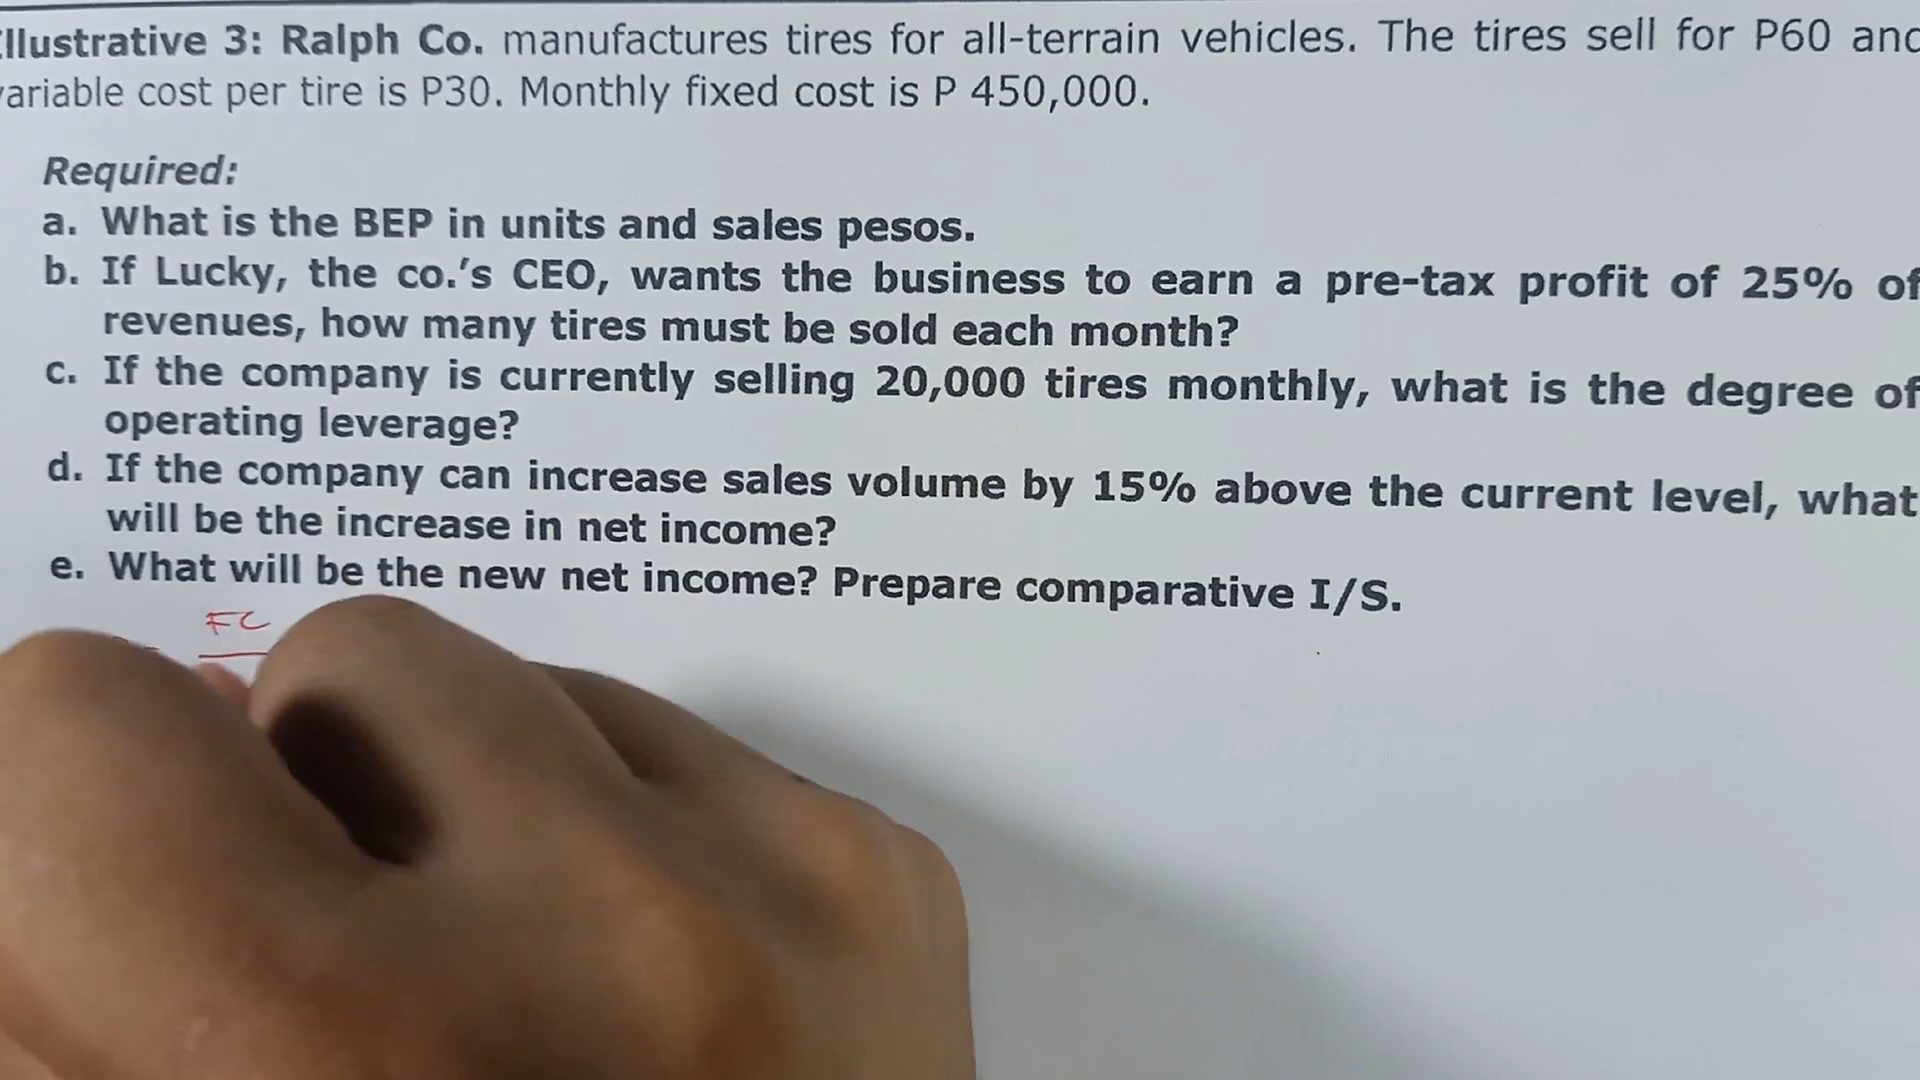 Illustrative 3: Ralph Co. manufactures tires for all-terrain vehicles. The tires sell for P60 and
variable cost per tire is P30. Monthly fixed cost is P 450,000.
Required:
a. What is the BEP in units and sales pesos.
b. If Lucky, the co.'s CEO, wants the business to earn a pre-tax profit of 25% of
revenues, how many tires must be sold each month?
c. If the company is currently selling 20,000 tires monthly, what is the degree of
operating leverage?
d. If the company can increase sales volume by 15% above the current level, what
will be the increase in net income?
e. What will be the new net income? Prepare comparative I/S.
FC